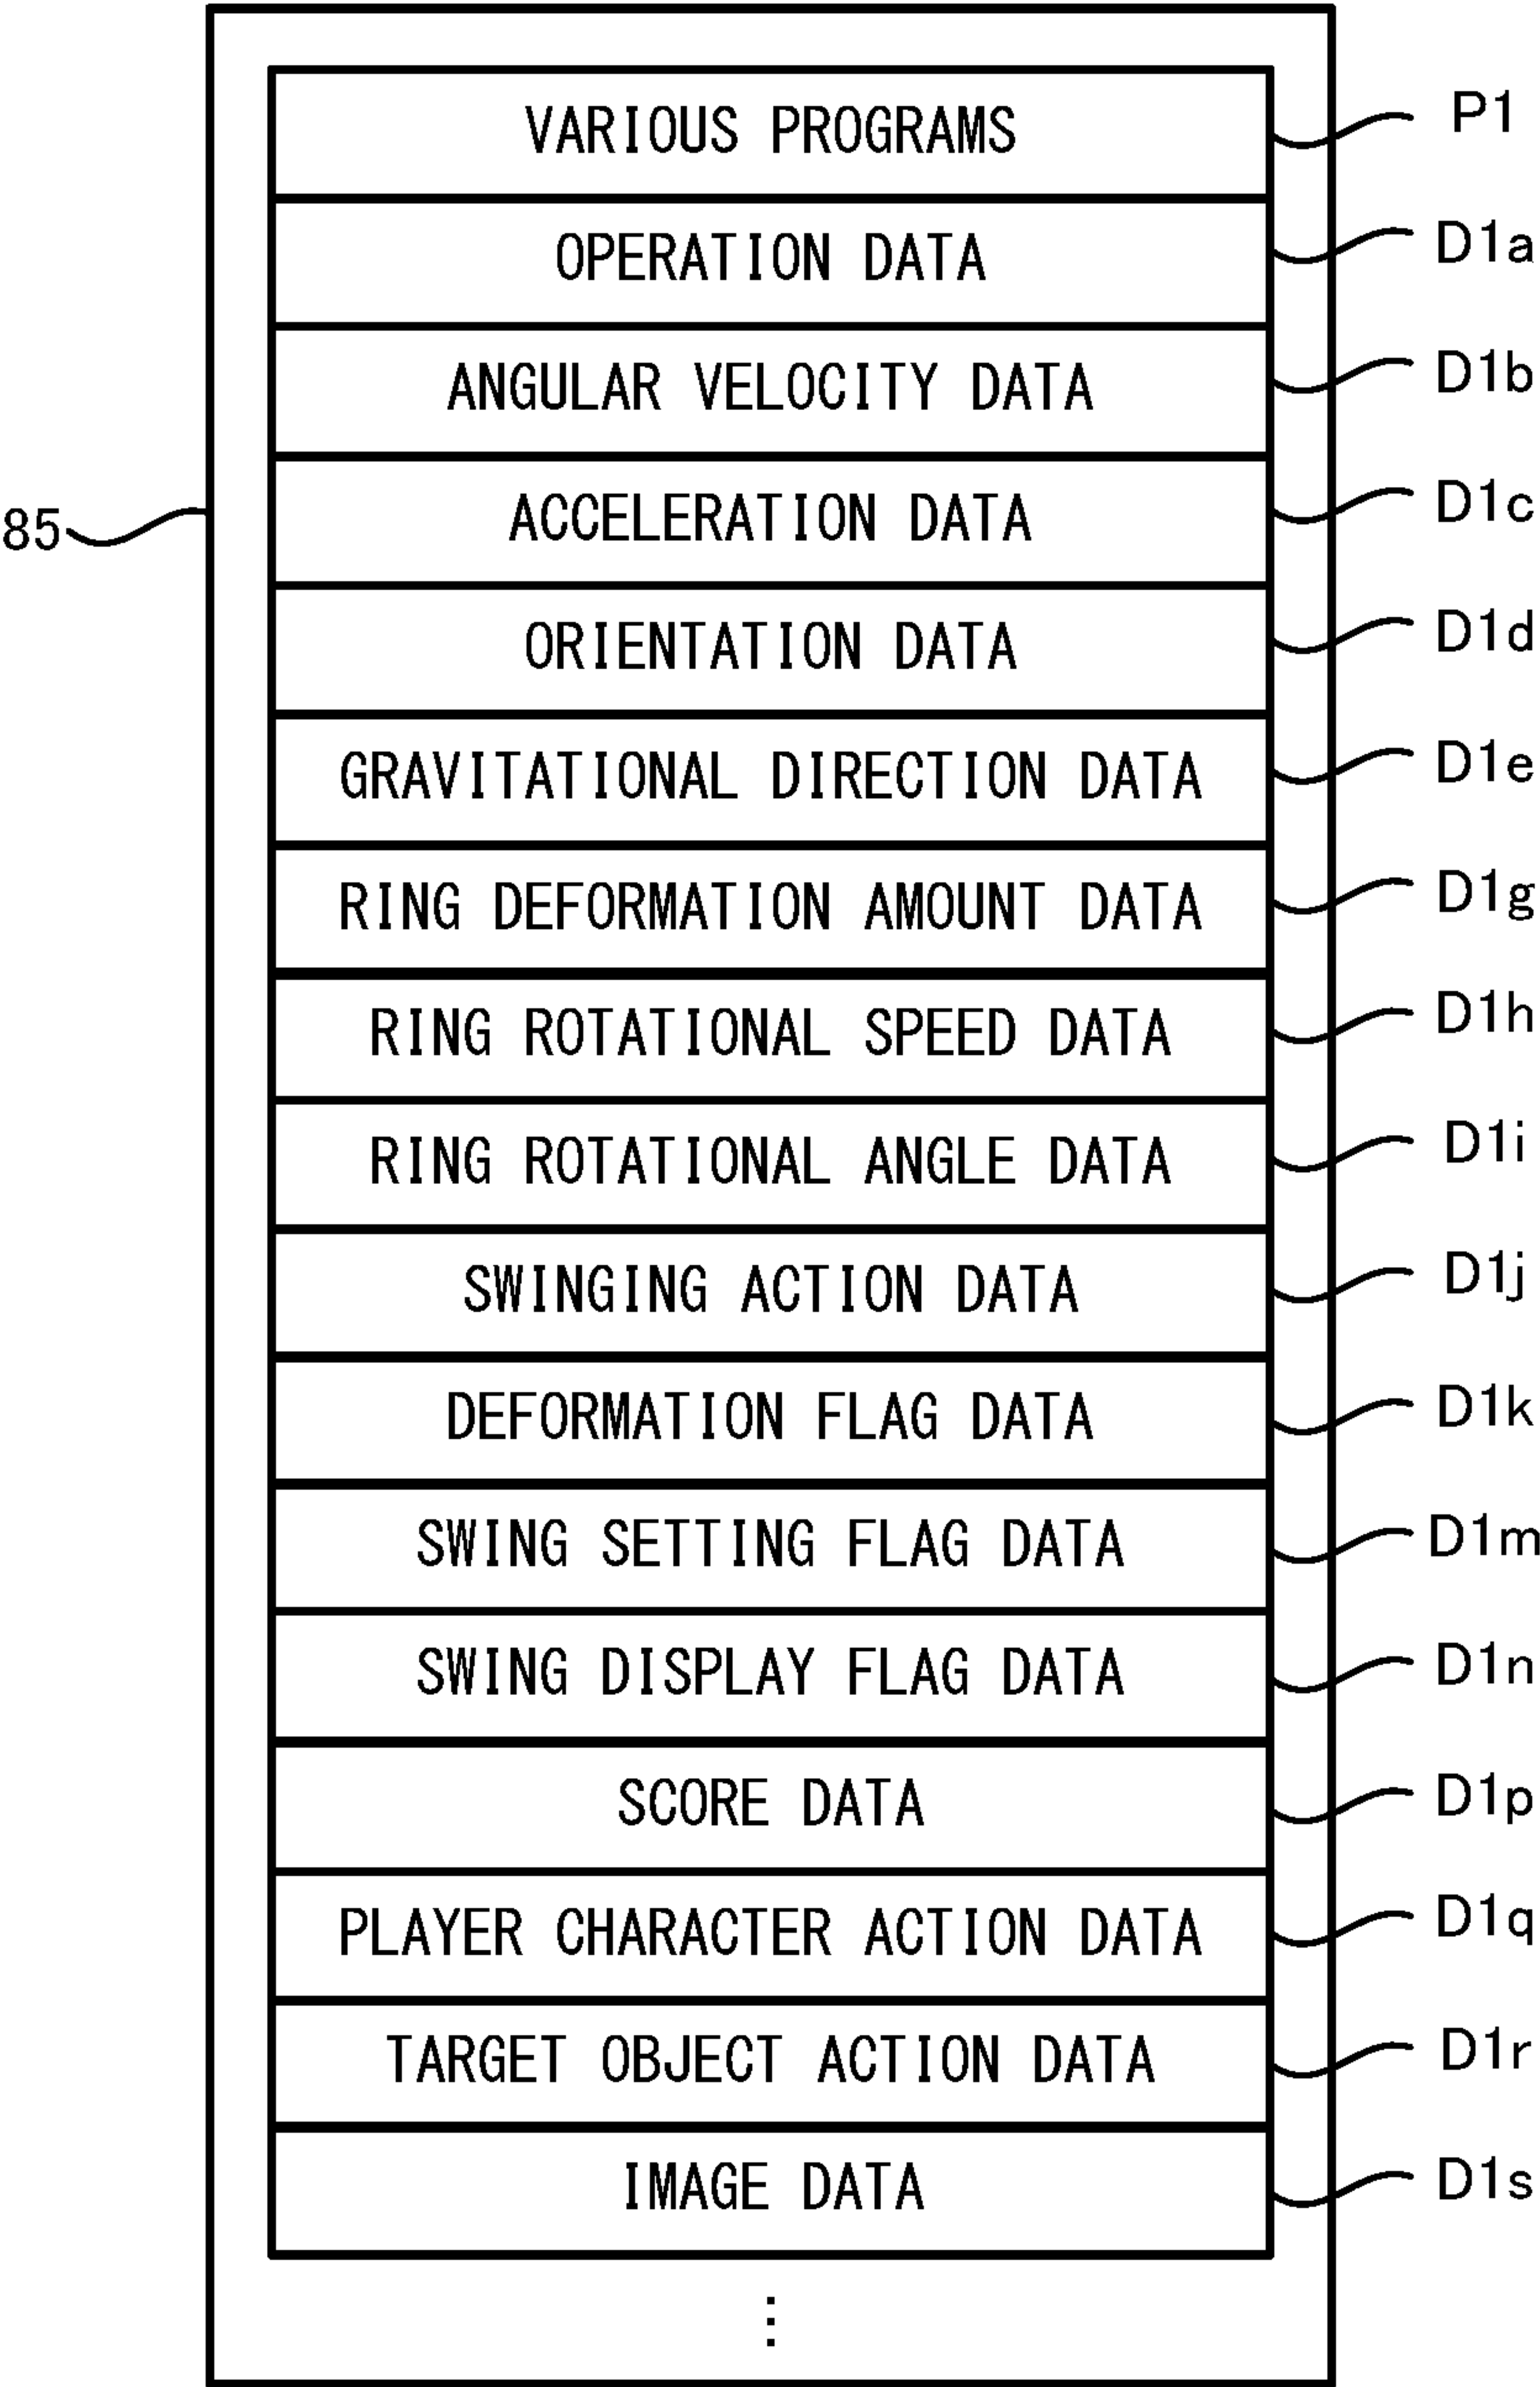 VARIOUS PROGRAMS P1
OPERATION DATA D1a
ANGULAR VELOCITY DATA D1b
ACCELERATION DATA D1c
85
ORIENTATION DATA D1d
GRAVITATIONAL DIRECTION DATA D1e
RING DEFORMATION AMOUNT DATA D1g
RING ROTATIONAL SPEED DATA D1h
RING ROTATIONAL ANGLE DATA D1i
SWINGING ACTION DATA D1j
DEFORMATION FLAG DATA D1k
SWING SETTING FLAG DATA D1m
SWING DISPLAY FLAG DATA D1n
SCORE DATA D1p
PLAYER CHARACTER ACTION DATA D1q
TARGET OBJECT ACTION DATA D1r
IMAGE DATA D1s
⋮